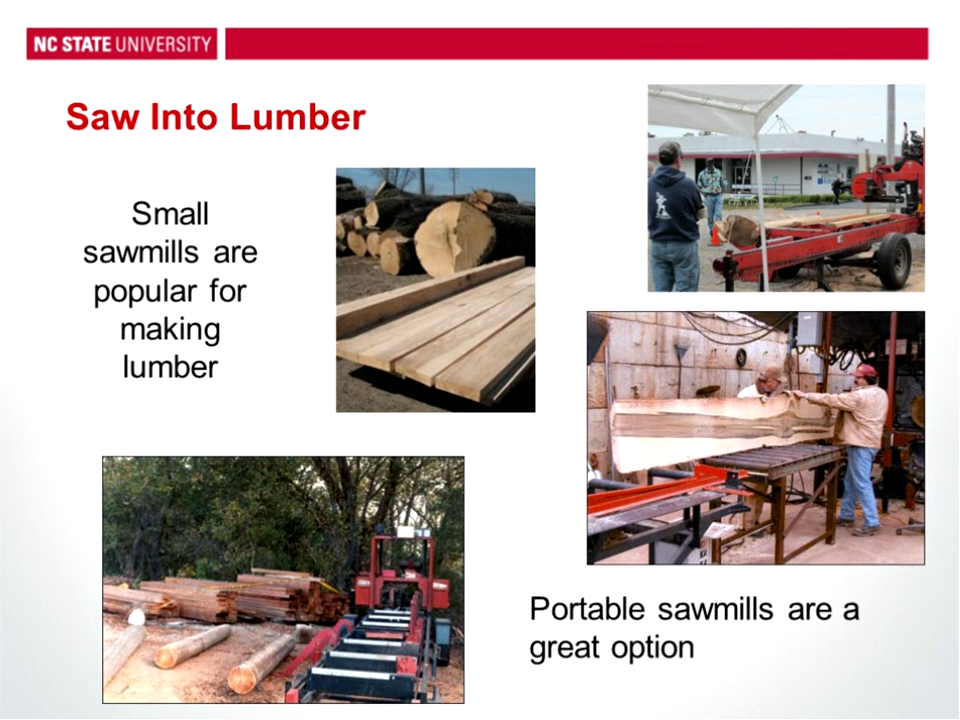 NC STATE UNIVERSITY
Saw Into Lumber
Small
sawmills are
popular for
making
lumber
Portable sawmills are a
great option